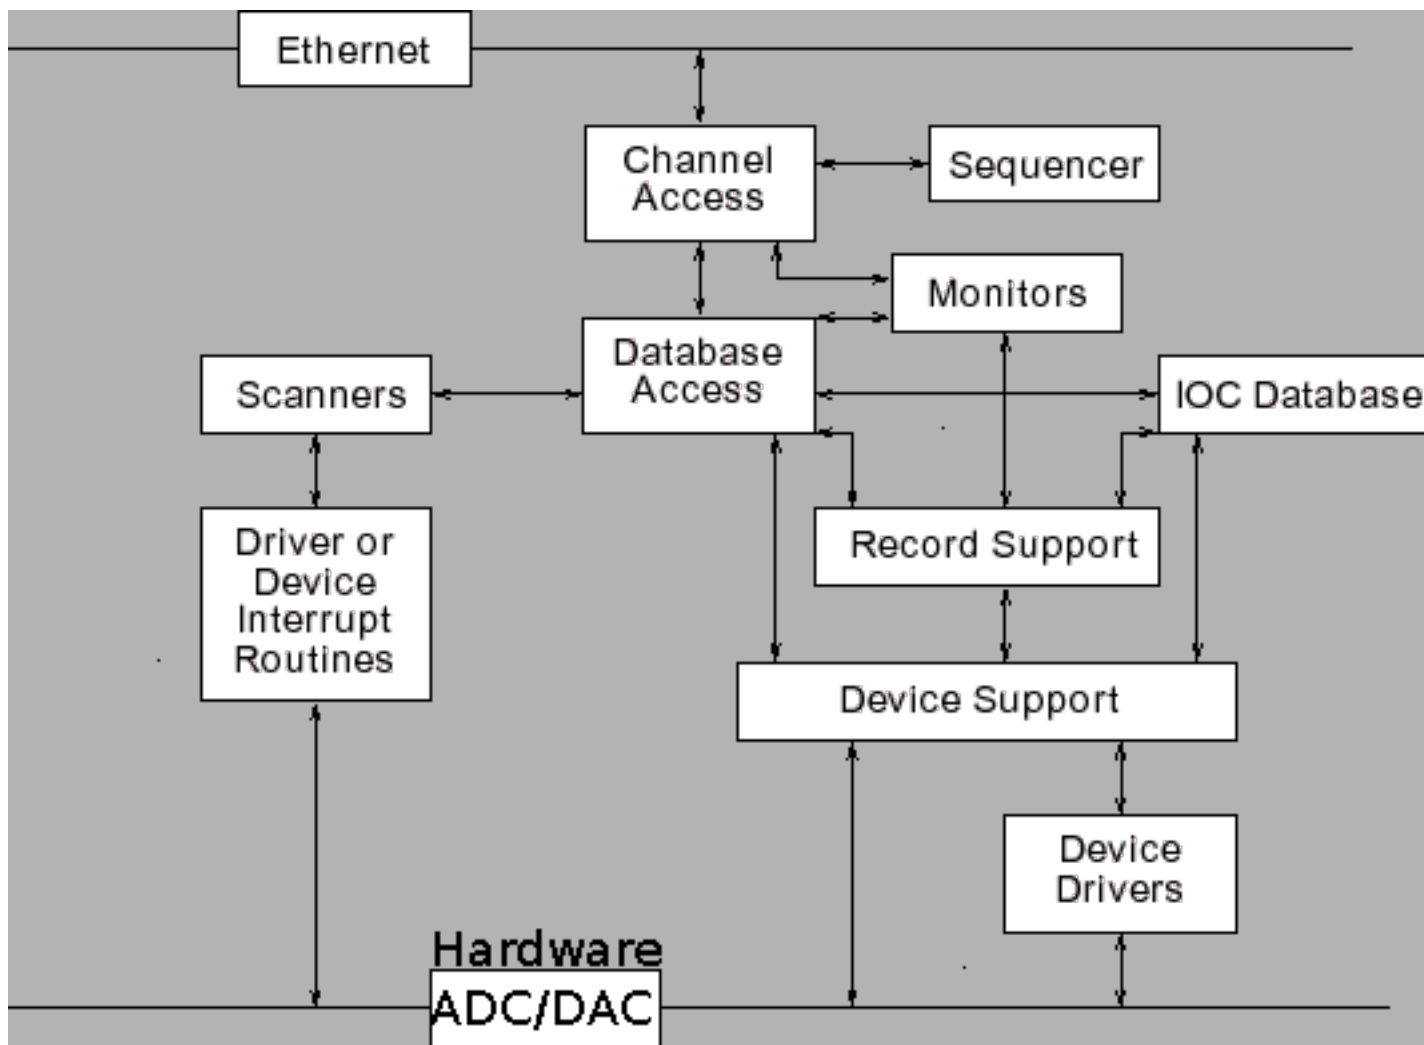 Ethernet
Channel
Access
Sequencer
Monitors
Database
Access
Scanners
IOC Database
Driver or
Device
Interrupt
Routines
Record Support
Device Support
Device
Drivers
Hardware
ADC/DAC